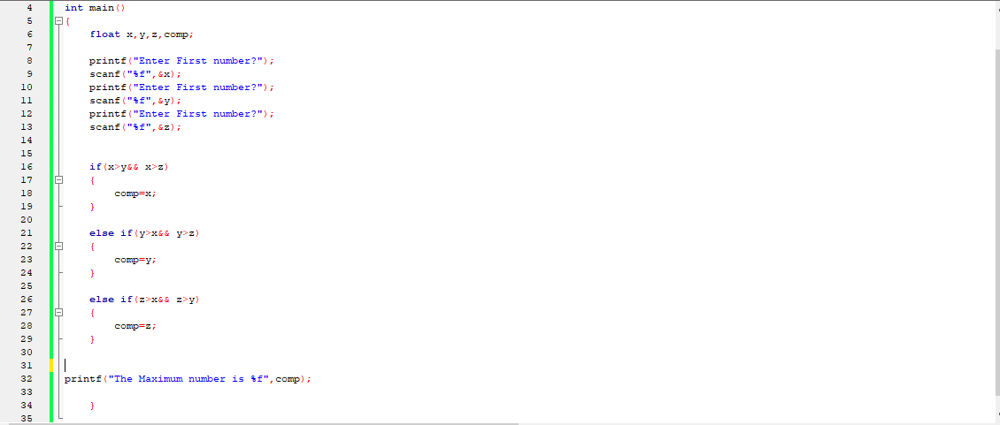 4 int main()
5 {
6 float x,y,z,comp;
7
8 printf("Enter First number?");
9 scanf("%f",&x);
10 printf("Enter First number?");
11 scanf("%f",&y);
12 printf("Enter First number?");
13 scanf("%f",&z);
14
15
16 if(x>y&& x>z)
17 {
18 comp=x;
19 }
20
21 else if(y>x&& y>z)
22 {
23 comp=y;
24 }
25
26 else if(z>x&& z>y)
27 {
28 comp=z;
29 }
30
31
32 printf("The Maximum number is %f",comp);
33
34 }
35